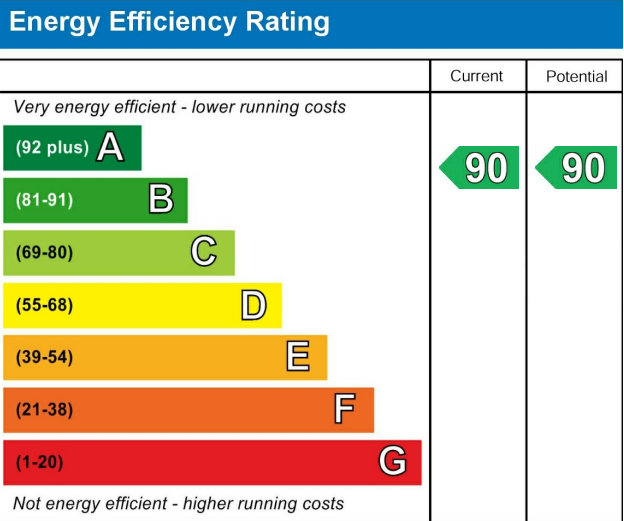 Energy Efficiency Rating
Current Potential
Very energy efficient - lower running costs
(92 plus) A
(81-91) B
90 90
(69-80) C
(55-68) D
(39-54) E
(21-38) F
(1-20) G
Not energy efficient - higher running costs